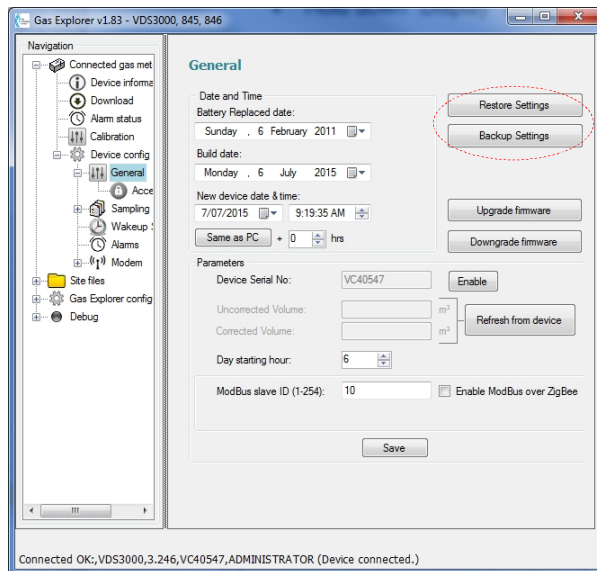 Gas Explorer v1.83 - VDS3000, 845, 846
Navigation
Connected gas met
Device informa
Download
Alarm status
Calibration
Device config
General
Acce
Sampling
Wakeup S
Alarms
Modem
Site files
Gas Explorer config
Debug
General
Date and Time
Battery Replaced date:
Sunday , 6 February 2011
Build date:
Monday , 6 July 2015
New device date & time:
7/07/2015 9:19:35 AM
Same as PC + 0 hrs
Restore Settings
Backup Settings
Upgrade firmware
Downgrade firmware
Parameters
Device Serial No: VC40547 Enable
Uncorrected Volume: m³
Corrected Volume: m³
Refresh from device
Day starting hour: 6
ModBus slave ID (1-254): 10 Enable ModBus over ZigBee
Save
Connected OK:,VDS3000,3.246,VC40547,ADMINISTRATOR (Device connected.)